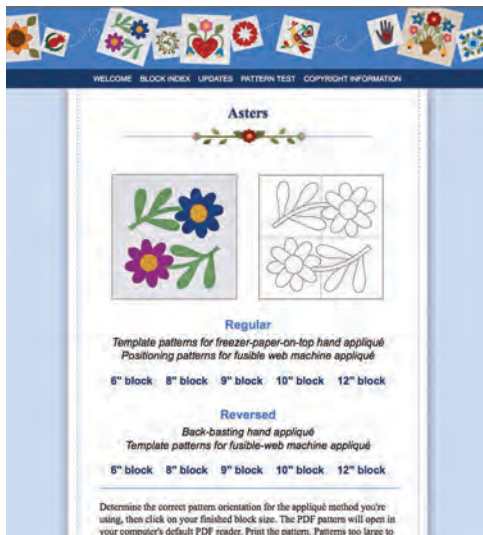 WELCOME BLOCK INDEX UPDATES PATTERN TEST COPYRIGHT INFORMATION
Asters
Regular
Template patterns for freezer-paper-on-top hand appliqué
Positioning patterns for fusible web machine appliqué
6" block 8" block 9" block 10" block 12" block
Reversed
Back-basting hand appliqué
Template patterns for fusible-web machine appliqué
6" block 8" block 9" block 10" block 12" block
Determine the correct pattern orientation for the appliqué method you're
using, then click on your finished block size. The PDF pattern will open in
your computer's default PDF reader. Print the pattern. Patterns too large to